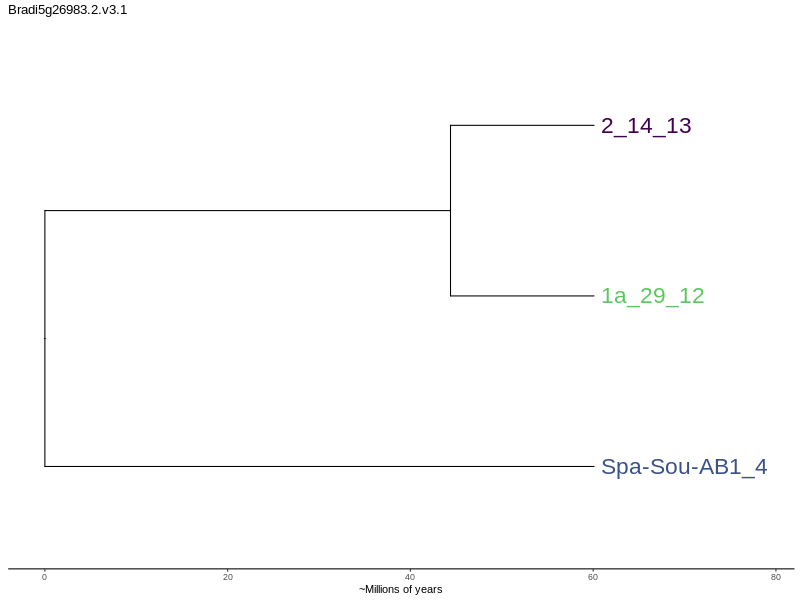 Bradi5g26983.2.v3.1
2_14_13
1a_29_12
Spa-Sou-AB1_4
0 20 40 60 80
~Millions of years